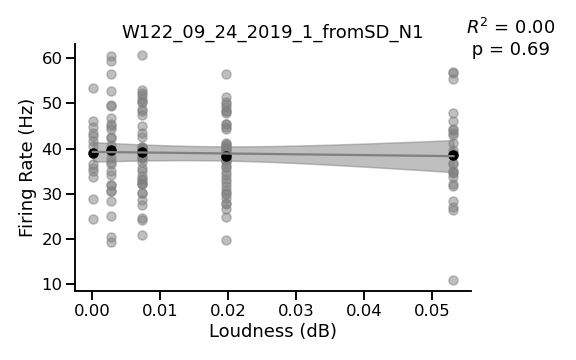 W122_09_24_2019_1_fromSD_N1
R² = 0.00
p = 0.69
Firing Rate (Hz)
60
50
40
30
20
10
0.00 0.01 0.02 0.03 0.04 0.05
Loudness (dB)